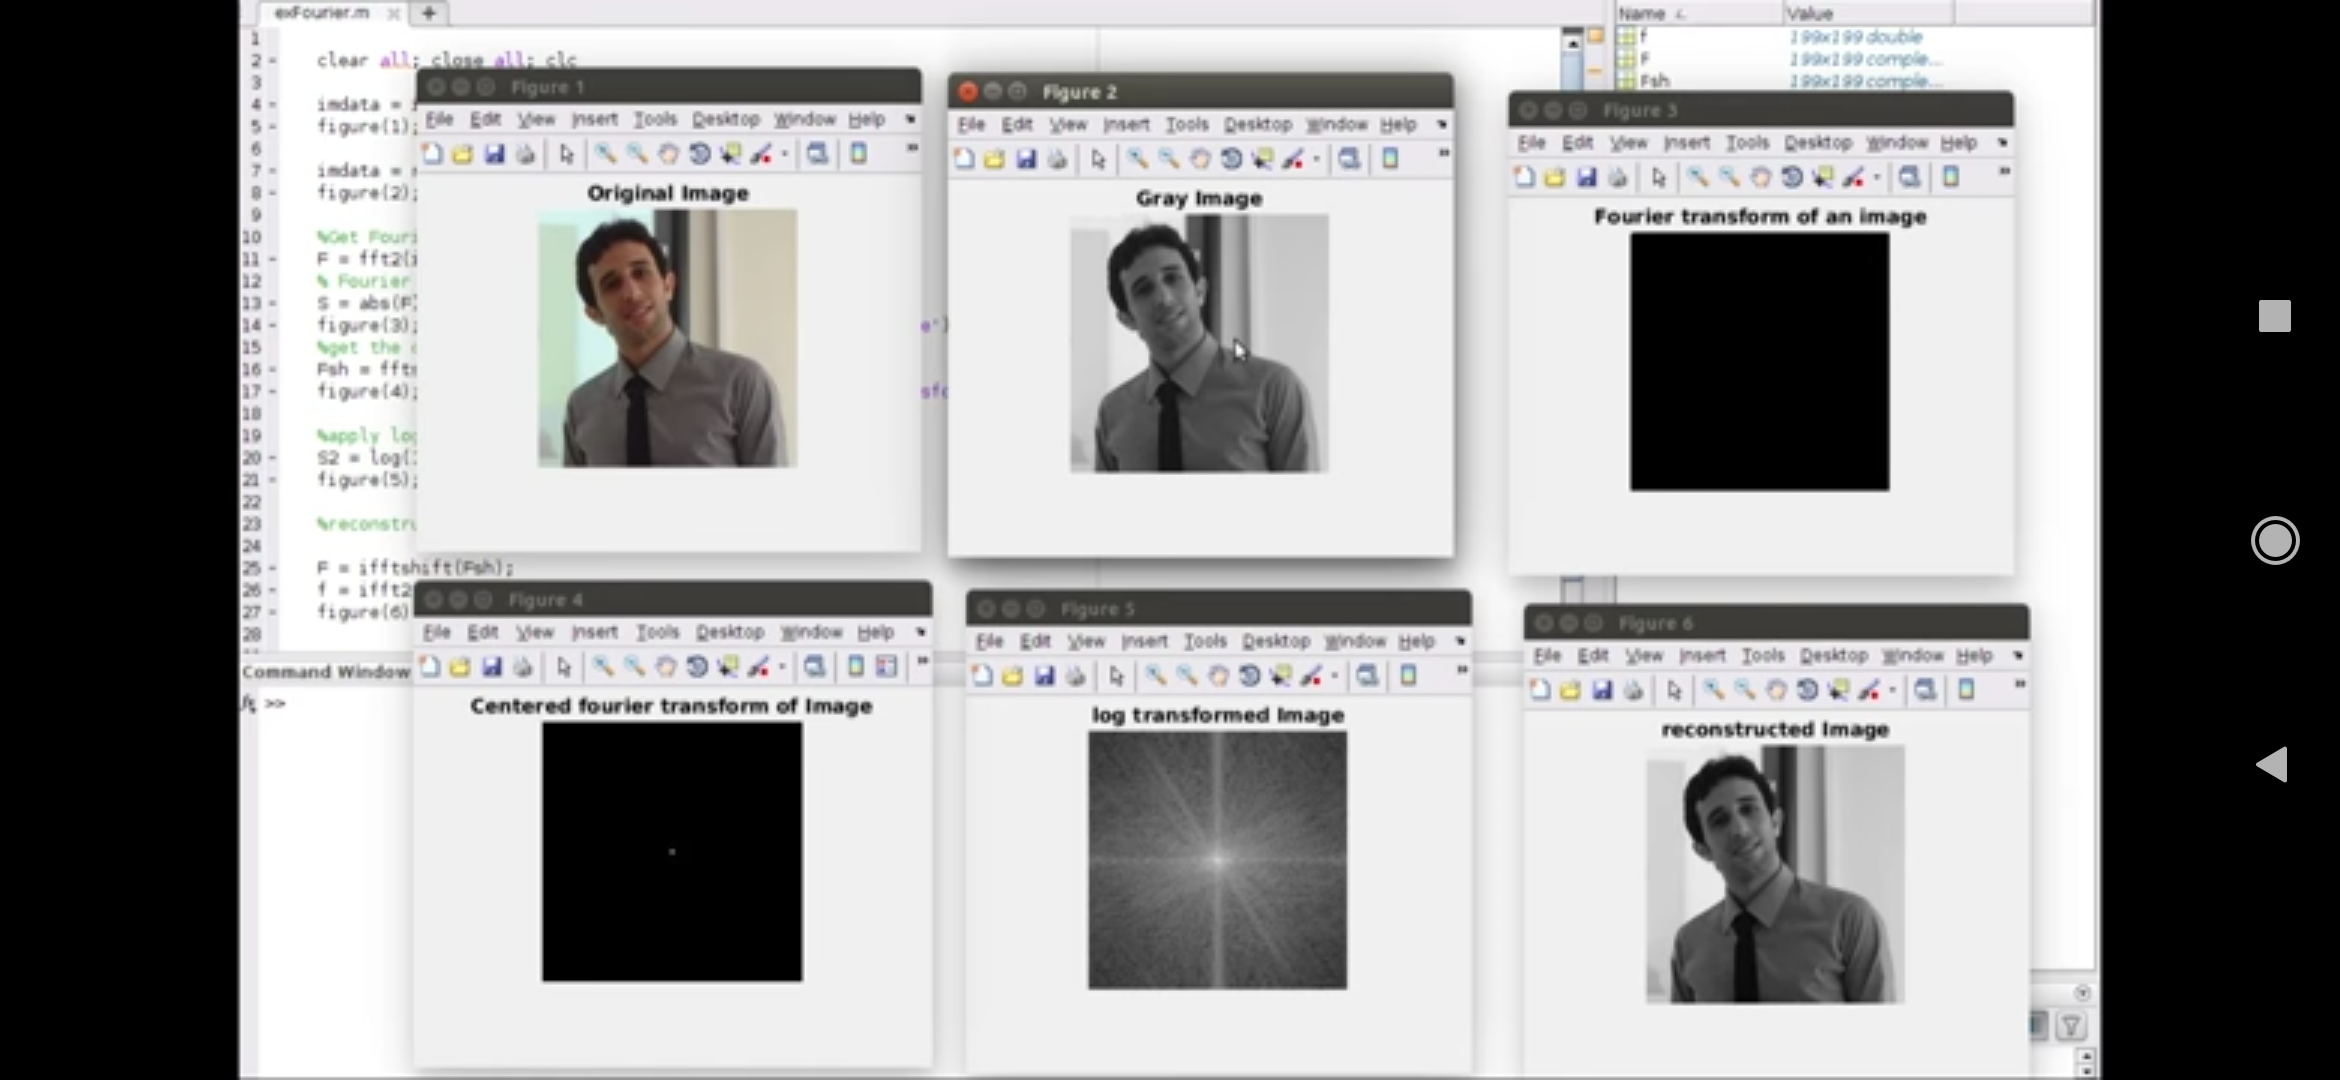 exFourier.m
+
Name
Value
f
199x199 double
F
199x199 comple...
Fsh
199x199 comple...
1
2 - clear all; close all; clc
3
4 - imdata =
5 - figure(1);
6
7 - imdata =
8 - figure(2);
9
10 %Get Four
11 - F = fft2(
12 % Fourier
13 - S = abs(F)
14 - figure(3); e')
15 %get the
16 - Fsh = ffts
17 - figure(4); sfo
18
19 %apply log
20 - S2 = log(
21 - figure(5);
22
23 %reconstru
24
25 - F = ifftshift(Fsh);
26 - f = ifft2
27 - figure(6)
28
Command Window
fx >>
Figure 1
File Edit View Insert Tools Desktop Window Help
Original Image
Figure 2
File Edit View Insert Tools Desktop Window Help
Gray Image
Figure 3
File Edit View Insert Tools Desktop Window Help
Fourier transform of an image
Figure 4
File Edit View Insert Tools Desktop Window Help
Centered fourier transform of Image
Figure 5
File Edit View Insert Tools Desktop Window Help
log transformed Image
Figure 6
File Edit View Insert Tools Desktop Window Help
reconstructed Image